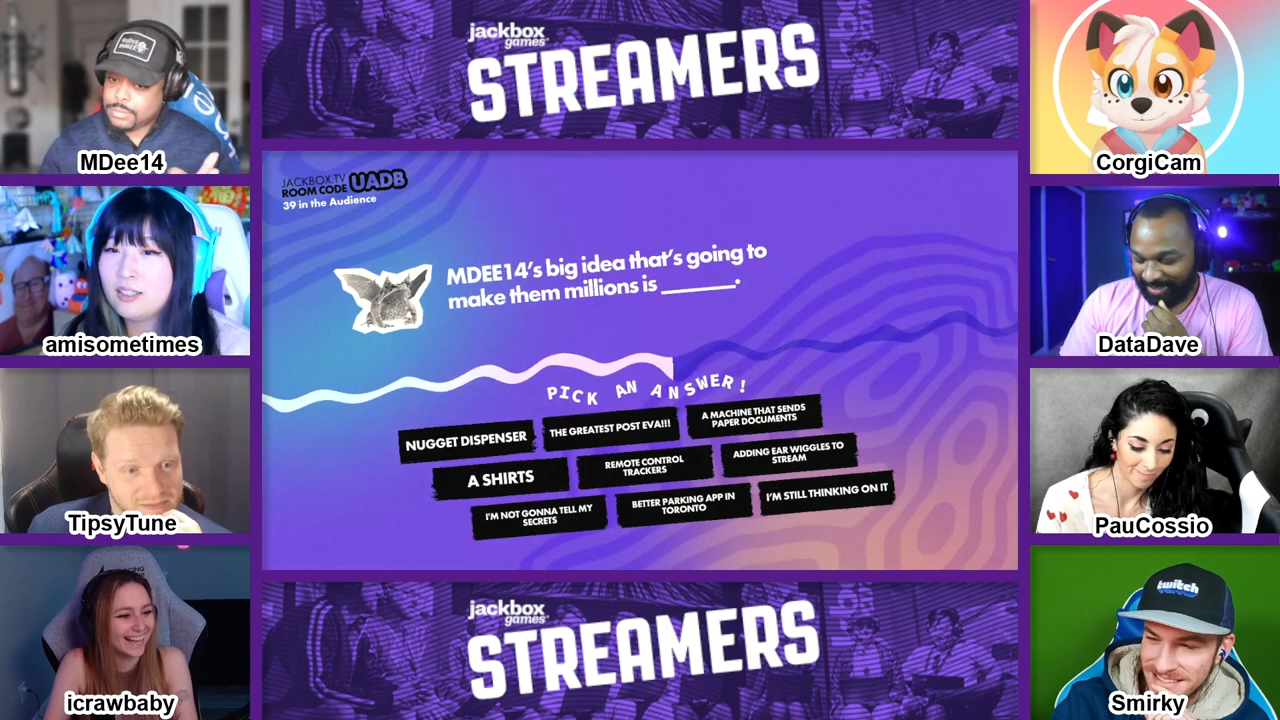 jackbox
games
STREAMERS
MDee14
CorgiCam
JACKBOX.TV
ROOM CODE UADB
39 in the Audience
MDEE14's big idea that's going to
make them millions is ______.
amisometimes
DataDave
PICK AN ANSWER!
NUGGET DISPENSER
THE GREATEST POST EVA!!!
A MACHINE THAT SENDS
PAPER DOCUMENTS
A SHIRTS
REMOTE CONTROL
TRACKERS
ADDING EAR WIGGLES TO
STREAM
I'M NOT GONNA TELL MY
SECRETS
BETTER PARKING APP IN
TORONTO
I'M STILL THINKING ON IT
TipsyTune
PauCossio
twitch
jackbox
games
STREAMERS
icrawbaby
Smirky